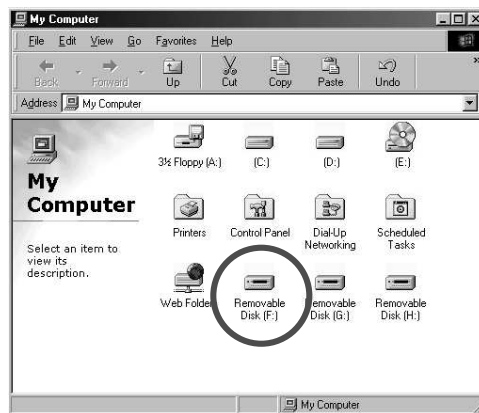 My Computer
File Edit View Go Favorites Help
Back Forward Up Cut Copy Paste Undo »
Address My Computer
3½ Floppy (A:) (C:) (D:) (E:)
My
Computer
Printers Control Panel Dial-Up
Networking Scheduled
Tasks
Select an item to
view its
description.
Web Folder Removable
Disk (F:) Removable
Disk (G:) Removable
Disk (H:)
My Computer